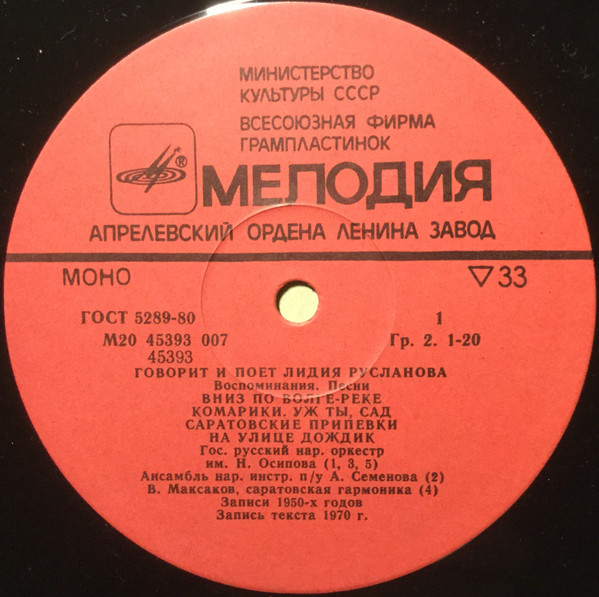 МИНИСТЕРСТВО
КУЛЬТУРЫ СССР
ВСЕСОЮЗНАЯ ФИРМА
ГРАМПЛАСТИНОК
®
МЕЛОДИЯ
АПРЕЛЕВСКИЙ ОРДЕНА ЛЕНИНА ЗАВОД
МОНО ▽33
ГОСТ 5289-80 1
М20 45393 007 Гр. 2. 1-20
45393
ГОВОРИТ И ПОЕТ ЛИДИЯ РУСЛАНОВА
Воспоминания. Песни
ВНИЗ ПО ВОЛГЕ-РЕКЕ
КОМАРИКИ. УЖ ТЫ, САД
САРАТОВСКИЕ ПРИПЕВКИ
НА УЛИЦЕ ДОЖДИК
Гос. русский нар. оркестр
им. Н. Осипова (1, 3, 5)
Ансамбль нар. инстр. п/у А. Семенова (2)
В. Максаков, саратовская гармоника (4)
Записи 1950-х годов
Запись текста 1970 г.